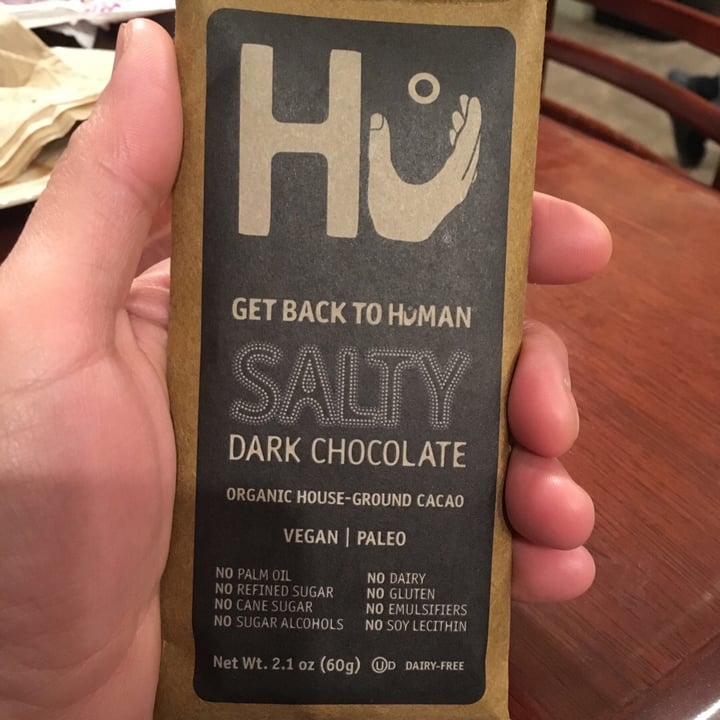 Hu
GET BACK TO HUMAN
SALTY
DARK CHOCOLATE
ORGANIC HOUSE-GROUND CACAO
VEGAN | PALEO
NO PALM OIL
NO REFINED SUGAR
NO CANE SUGAR
NO SUGAR ALCOHOLS
NO DAIRY
NO GLUTEN
NO EMULSIFIERS
NO SOY LECITHIN
Net Wt. 2.1 oz (60g) ⓊD DAIRY-FREE